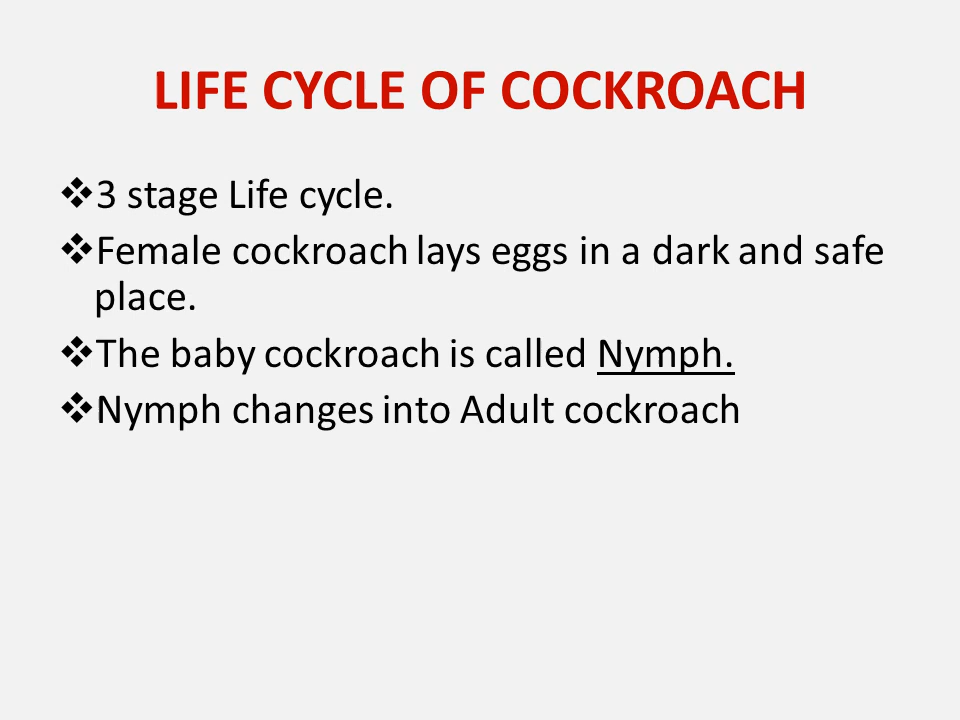 LIFE CYCLE OF COCKROACH
❖3 stage Life cycle.
❖Female cockroach lays eggs in a dark and safe
place.
❖The baby cockroach is called Nymph.
❖Nymph changes into Adult cockroach